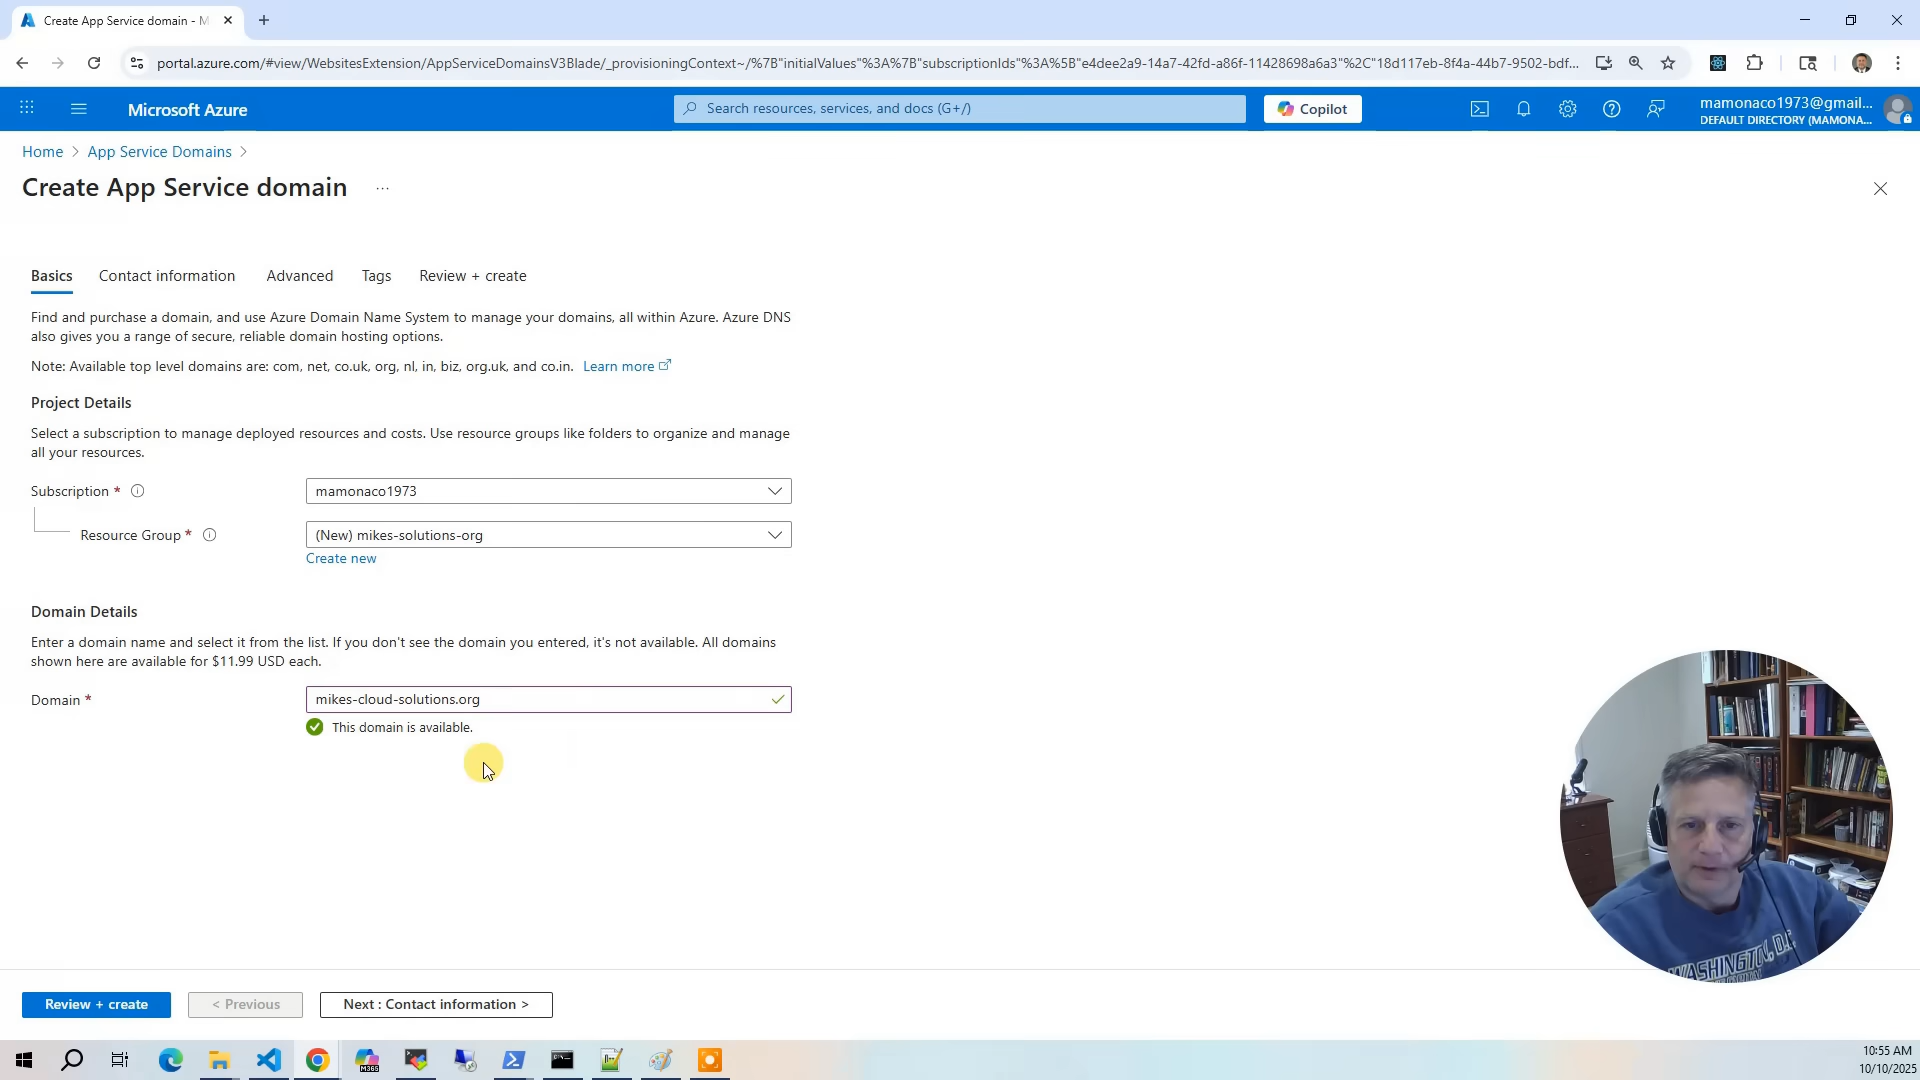 Create App Service domain - M
portal.azure.com/#view/WebsitesExtension/AppServiceDomainsV3Blade/_provisioningContext~/%7B"initialValues"%3A%7B"subscriptionIds"%3A%5B"e4dee2a9-14a7-42fd-a86f-11428698a6a3"%2C"18d117eb-8f4a-44b7-9502-bdf...
Microsoft Azure
Search resources, services, and docs (G+/)
Copilot
mamonaco1973@gmail...
DEFAULT DIRECTORY (MAMONA...
Home > App Service Domains >
Create App Service domain ...
Basics Contact information Advanced Tags Review + create
Find and purchase a domain, and use Azure Domain Name System to manage your domains, all within Azure. Azure DNS
also gives you a range of secure, reliable domain hosting options.
Note: Available top level domains are: com, net, co.uk, org, nl, in, biz, org.uk, and co.in. Learn more
Project Details
Select a subscription to manage deployed resources and costs. Use resource groups like folders to organize and manage
all your resources.
Subscription * mamonaco1973
Resource Group * (New) mikes-solutions-org
Create new
Domain Details
Enter a domain name and select it from the list. If you don't see the domain you entered, it's not available. All domains
shown here are available for $11.99 USD each.
Domain * mikes-cloud-solutions.org
This domain is available.
WASHINGTON, D.C.
Review + create < Previous Next : Contact information >
M365
10:55 AM
10/10/2025